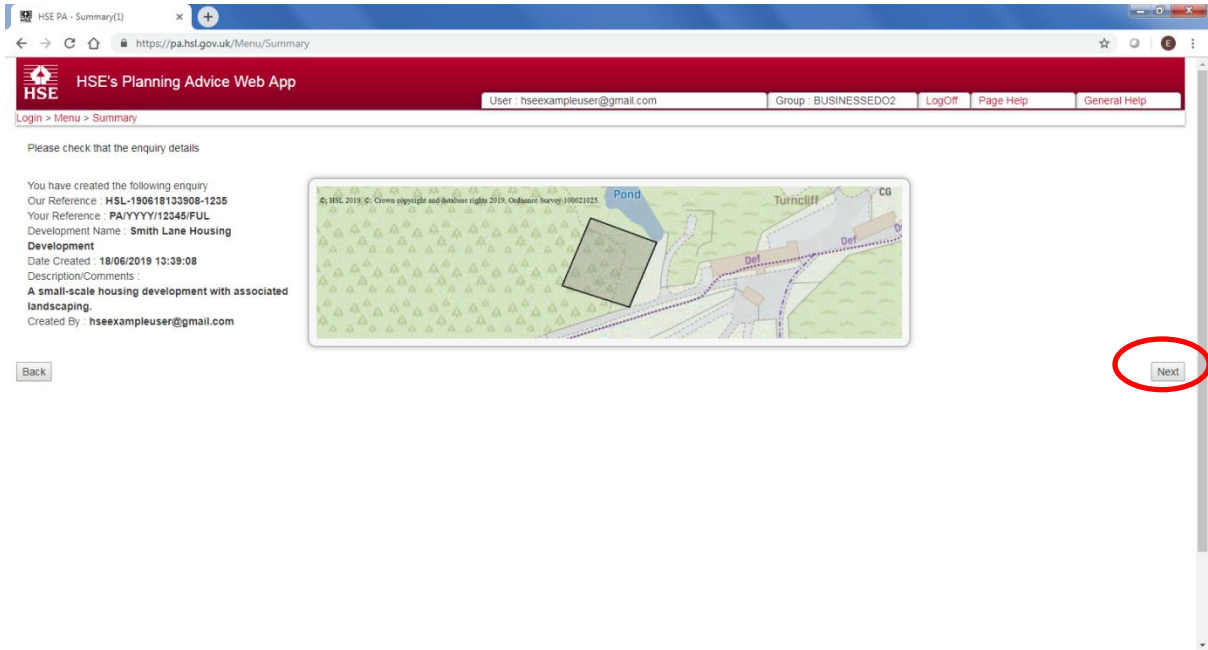 HSE PA - Summary(1)
https://pa.hsl.gov.uk/Menu/Summary
E
HSE
HSE's Planning Advice Web App
User : hseexampleuser@gmail.com
Group : BUSINESSEDO2
LogOff
Page Help
General Help
Login > Menu > Summary
Please check that the enquiry details
You have created the following enquiry
Our Reference : HSL-190618133908-1235
Your Reference : PA/YYYY/12345/FUL
Development Name : Smith Lane Housing
Development
Date Created : 18/06/2019 13:39:08
Description/Comments :
A small-scale housing development with associated
landscaping.
Created By : hseexampleuser@gmail.com
©, HSL 2019. ©, Crown copyright and database rights 2019, Ordnance Survey 100021025.
Pond
Turncliff
CG
Def
Def
D
Back
Next